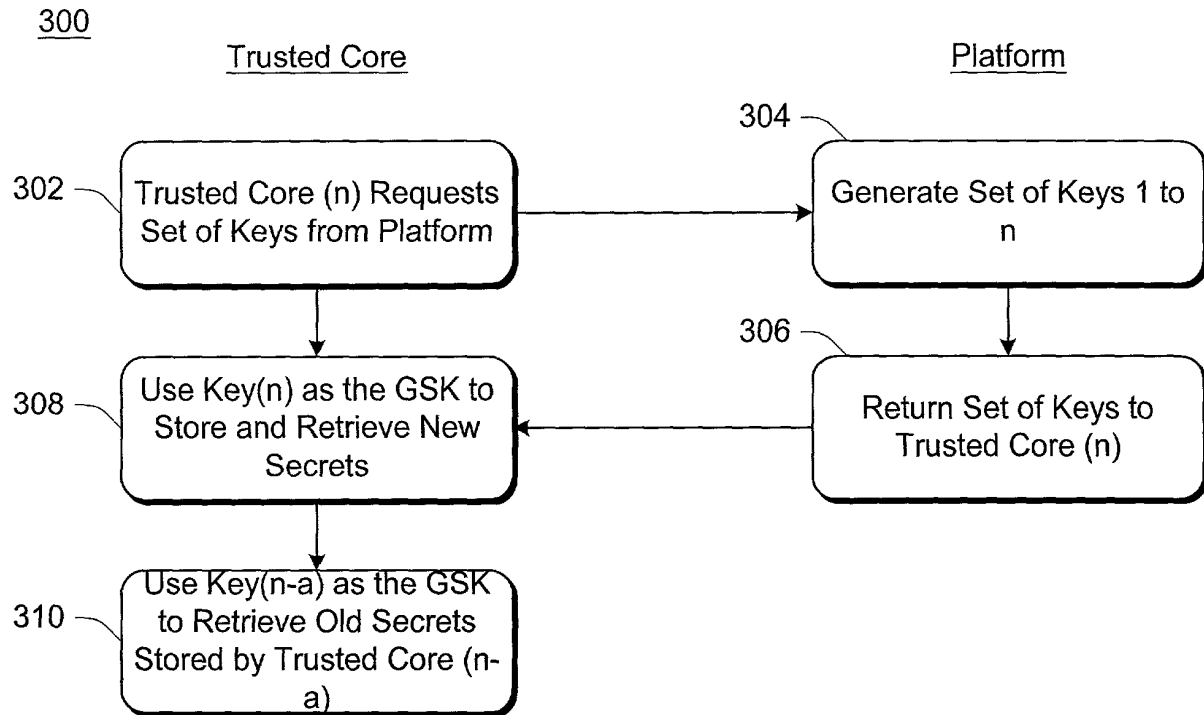 300
Trusted Core
Platform
302
Trusted Core (n) Requests
Set of Keys from Platform
304
Generate Set of Keys 1 to
n
306
Return Set of Keys to
Trusted Core (n)
308
Use Key(n) as the GSK to
Store and Retrieve New
Secrets
310
Use Key(n-a) as the GSK
to Retrieve Old Secrets
Stored by Trusted Core (n-
a)